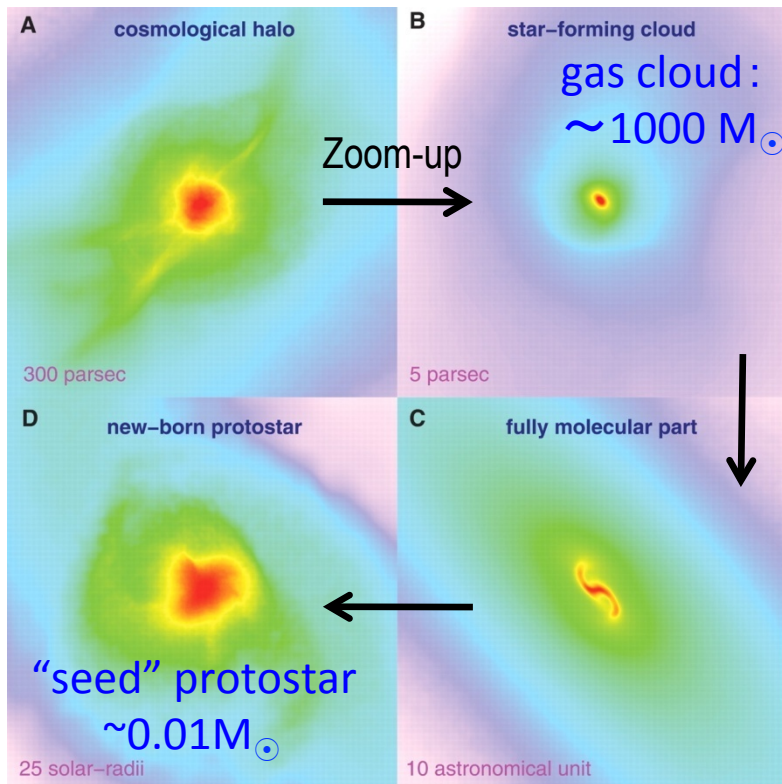 A
cosmological halo
300 parsec
Zoom-up
B
star-forming cloud
gas cloud:
~1000 M☉
5 parsec
D
new-born protostar
“seed” protostar
~0.01M☉
25 solar-radii
C
fully molecular part
10 astronomical unit